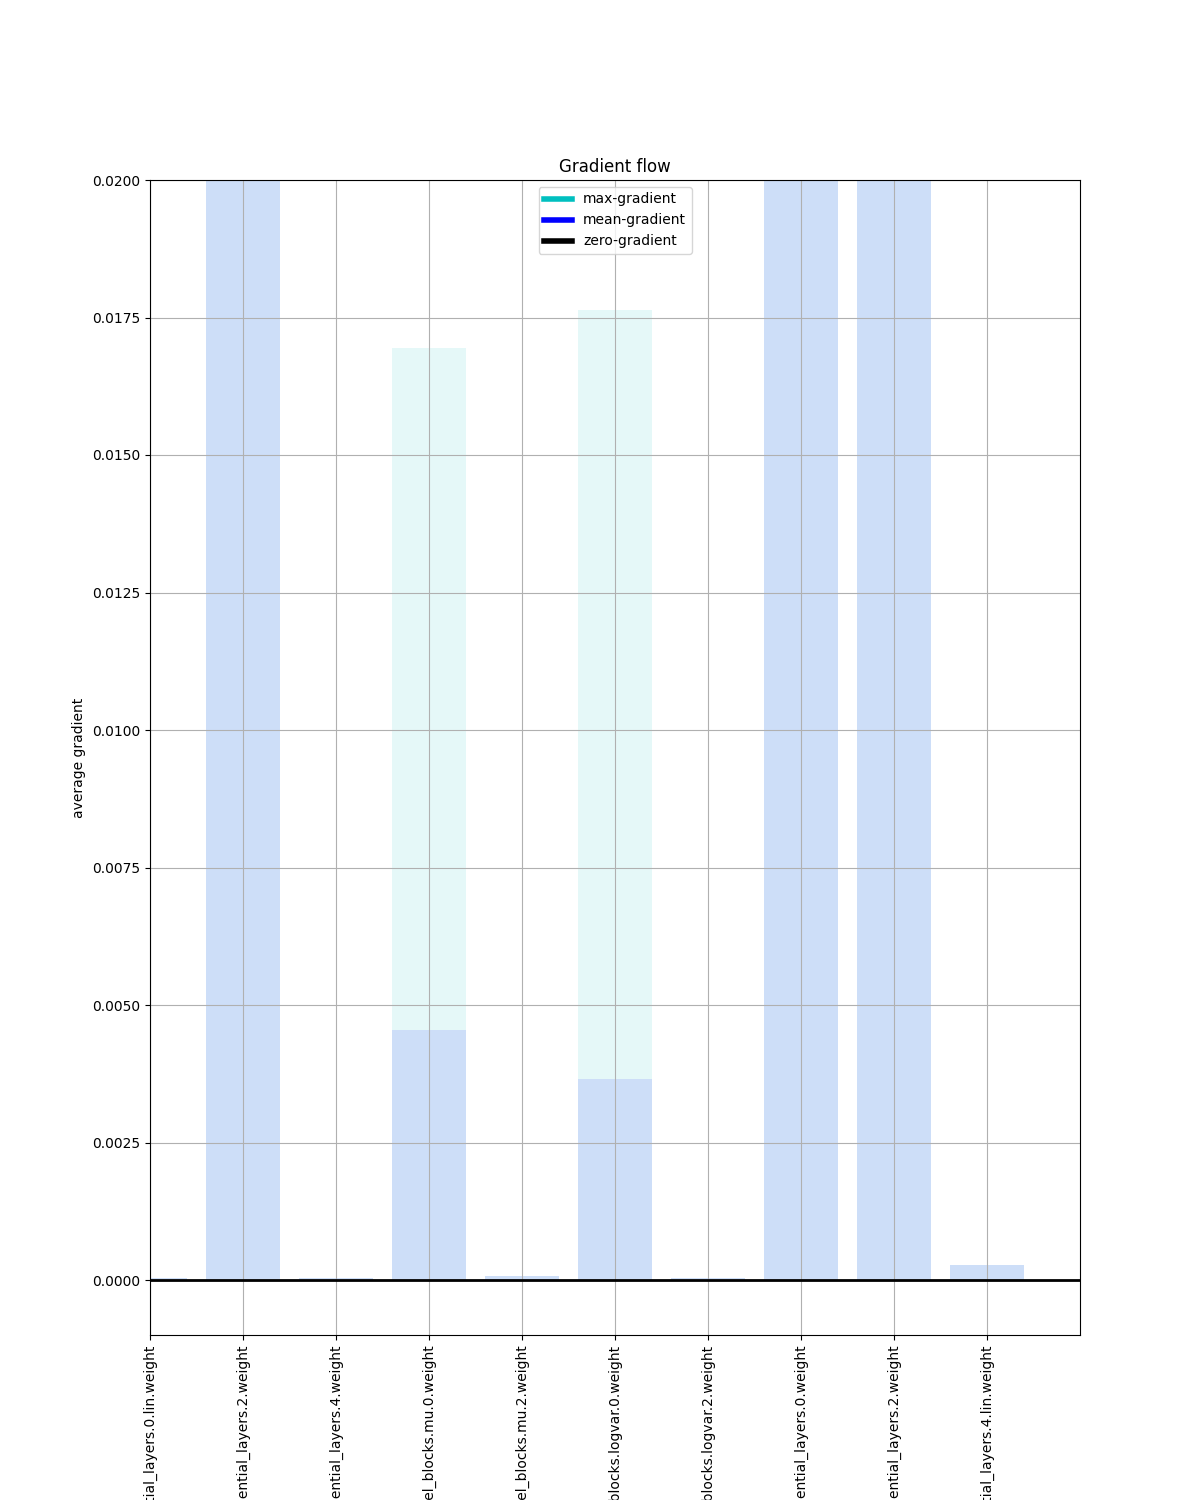 Gradient flow
max-gradient
mean-gradient
zero-gradient
average gradient
0.0200
0.0175
0.0150
0.0125
0.0100
0.0075
0.0050
0.0025
0.0000
tial_layers.0.lin.weight
ential_layers.2.weight
ential_layers.4.weight
el_blocks.mu.0.weight
el_blocks.mu.2.weight
blocks.logvar.0.weight
blocks.logvar.2.weight
ential_layers.0.weight
ential_layers.2.weight
tial_layers.4.lin.weight